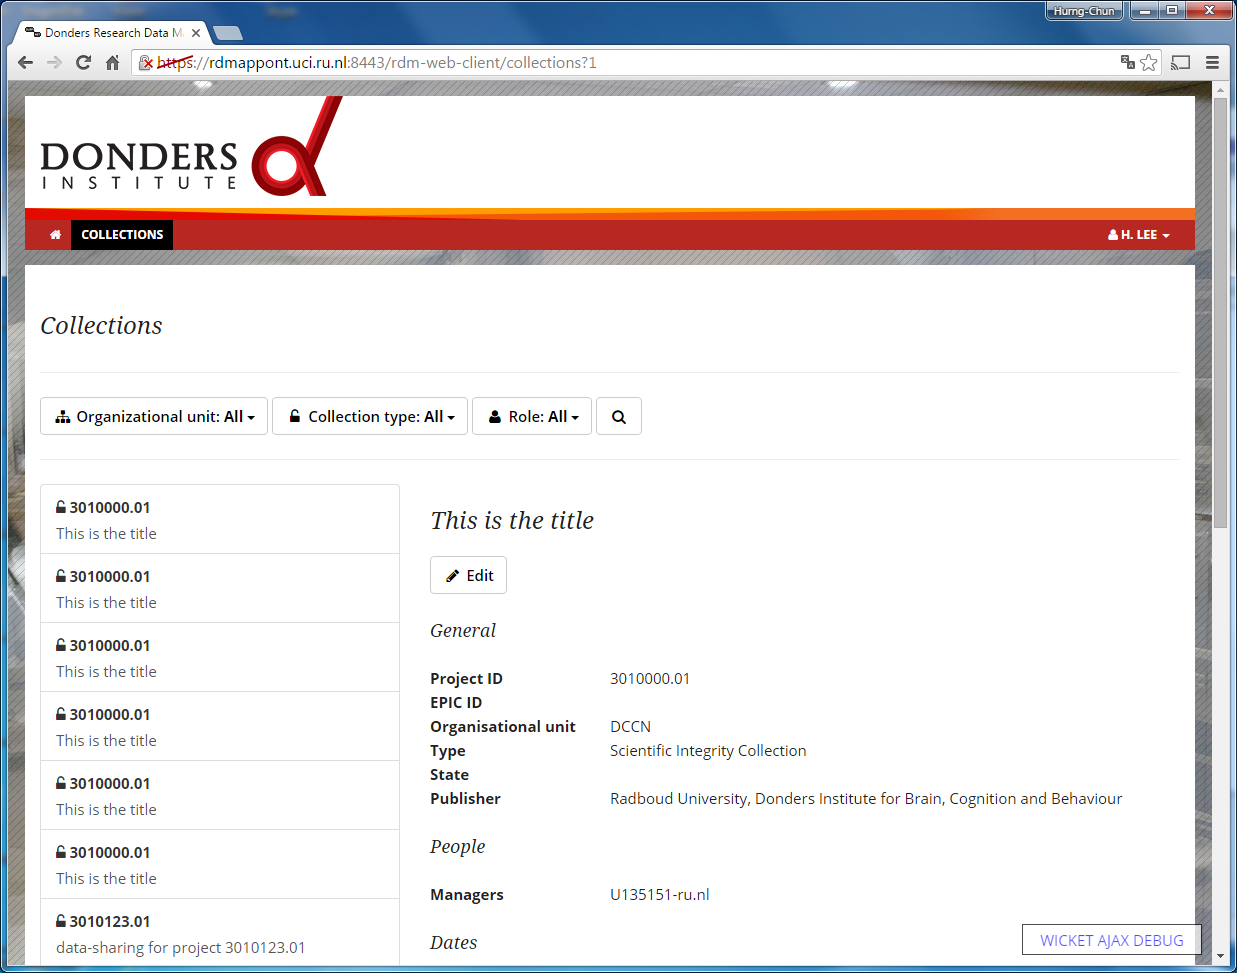 Hurng-Chun
Donders Research Data Ma
https://rdmappont.uci.ru.nl:8443/rdm-web-client/collections?1
DONDERS
INSTITUTE
COLLECTIONS
H. LEE
Collections
Organizational unit: All
Collection type: All
Role: All
3010000.01
This is the title
3010000.01
This is the title
3010000.01
This is the title
3010000.01
This is the title
3010000.01
This is the title
3010000.01
This is the title
3010123.01
data-sharing for project 3010123.01
This is the title
Edit
General
Project ID 3010000.01
EPIC ID
Organisational unit DCCN
Type Scientific Integrity Collection
State
Publisher Radboud University, Donders Institute for Brain, Cognition and Behaviour
People
Managers U135151-ru.nl
Dates
WICKET AJAX DEBUG